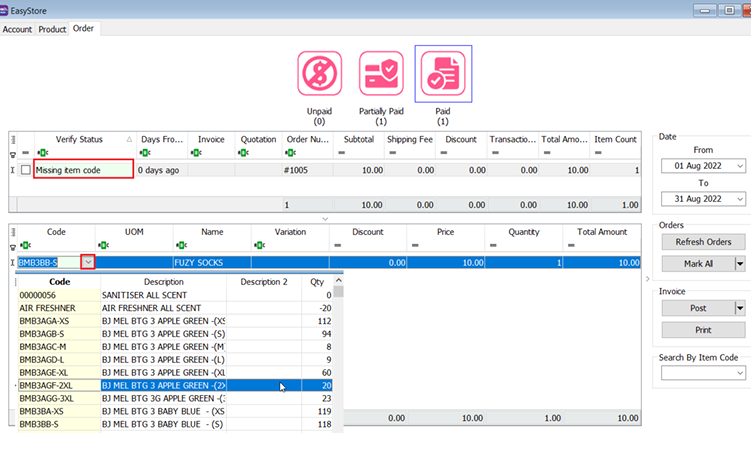 EasyStore
Account Product Order
Unpaid
(0)
Partially Paid
(1)
Paid
(1)
Verify Status Days Fro... Invoice Quotation Order Nu... Subtotal Shipping Fee Discount Transactio... Total Amo... Item Count
Missing item code 0 days ago #1005 10.00 0.00 0.00 0.00 10.00 1
1 10.00 0.00 0.00 0.00 10.00 1.00
Code UOM Name Variation Discount Price Quantity Total Amount
BMB3BB-S FUZY SOCKS 0.00 10.00 1 10.00
Code Description Description 2 Qty
00000056 SANITISER ALL SCENT 0
AIR FRESHNER AIR FRESHNER ALL SCENT -20
BMB3AGA-XS BJ MEL BTG 3 APPLE GREEN -(XS 112
BMB3AGB-S BJ MEL BTG 3 APPLE GREEN -(S) 94
BMB3AGC-M BJ MEL BTG 3 APPLE GREEN -(M) 8
BMB3AGD-L BJ MEL BTG 3 APPLE GREEN -(L) 9
BMB3AGE-XL BJ MEL BTG 3 APPLE GREEN -(XL 60
BMB3AGF-2XL BJ MEL BTG 3 APPLE GREEN -(2X 20
BMB3AGG-3XL BJ MEL BTG 3G APPLE GREEN -(3 23
BMB3BA-XS BJ MEL BTG 3 BABY BLUE - (XS 119
BMB3BB-S BJ MEL BTG 3 BABY BLUE - (S) 118
0.00 10.00 1.00 10.00
Date
From
01 Aug 2022
To
31 Aug 2022
Orders
Refresh Orders
Mark All
Invoice
Post
Print
Search By Item Code